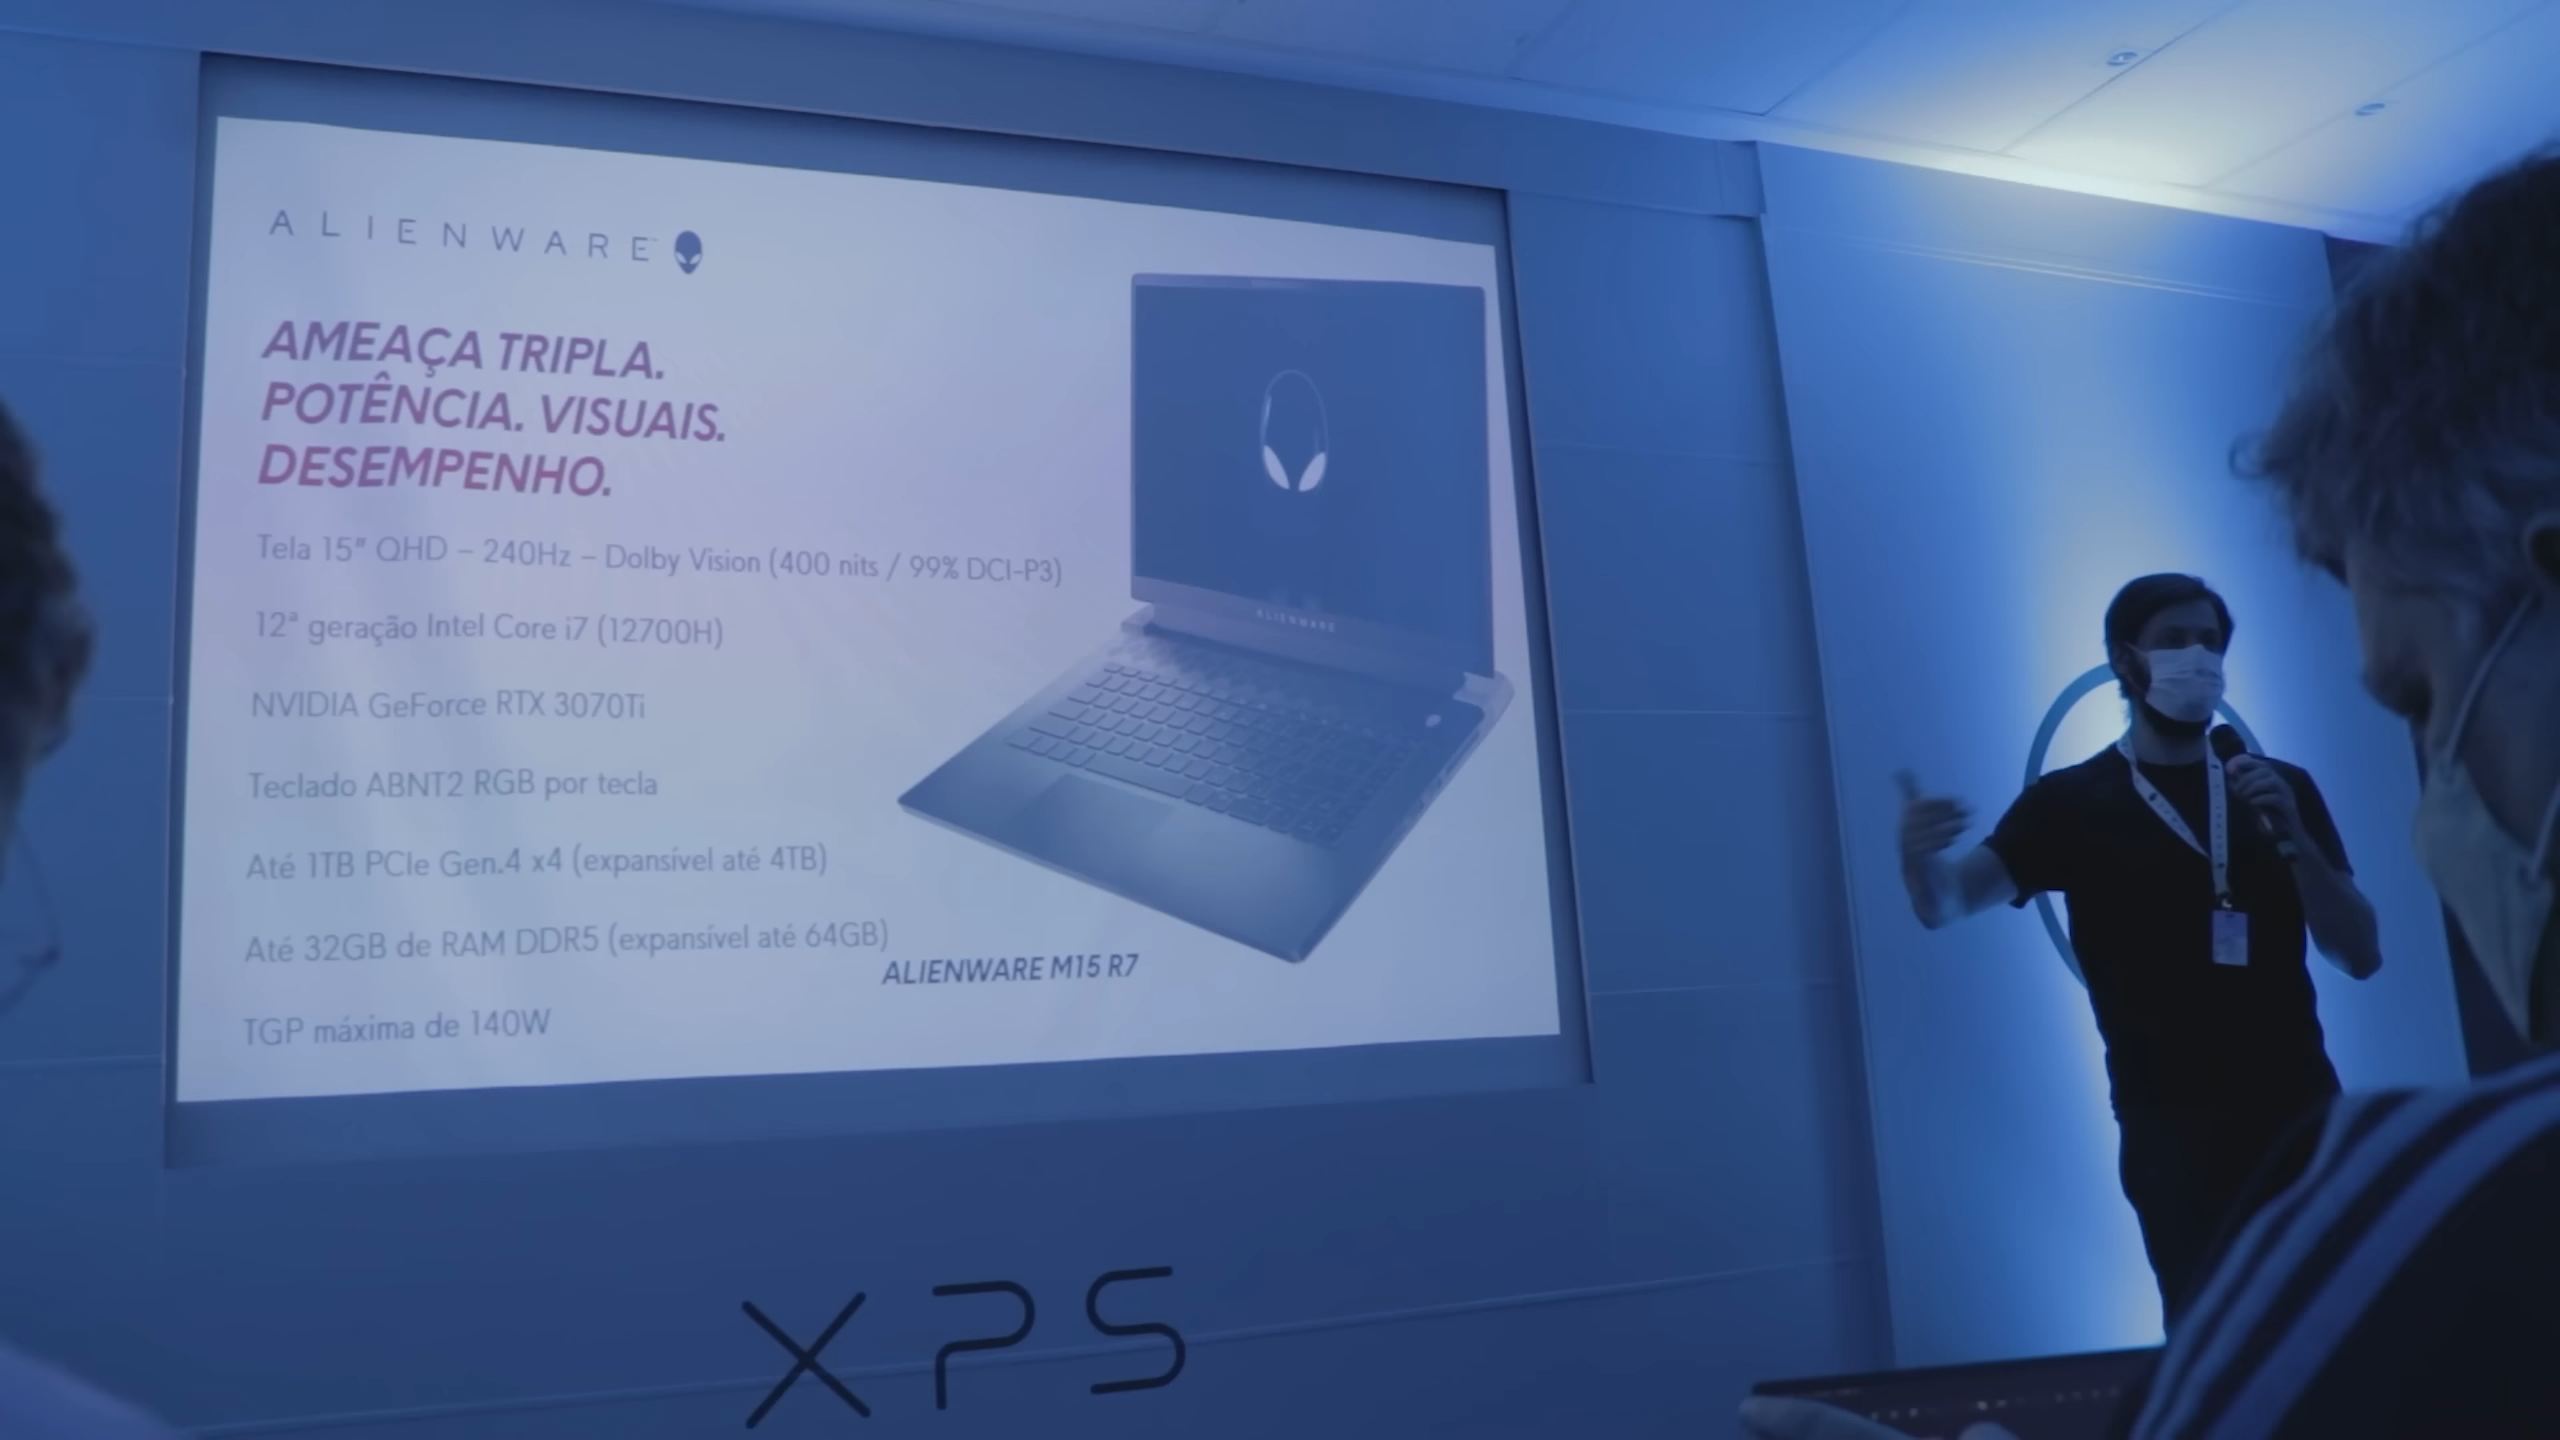 ALIENWARE
AMEAÇA TRIPLA.
POTÊNCIA. VISUAIS.
DESEMPENHO.
Tela 15" QHD – 240Hz – Dolby Vision (400 nits / 99% DCI-P3)
12ª geração Intel Core i7 (12700H)
NVIDIA GeForce RTX 3070Ti
Teclado ABNT2 RGB por tecla
Até 1TB PCIe Gen.4 x4 (expansível até 4TB)
Até 32GB de RAM DDR5 (expansível até 64GB)
TGP máxima de 140W
ALIENWARE
ALIENWARE M15 R7
XPS